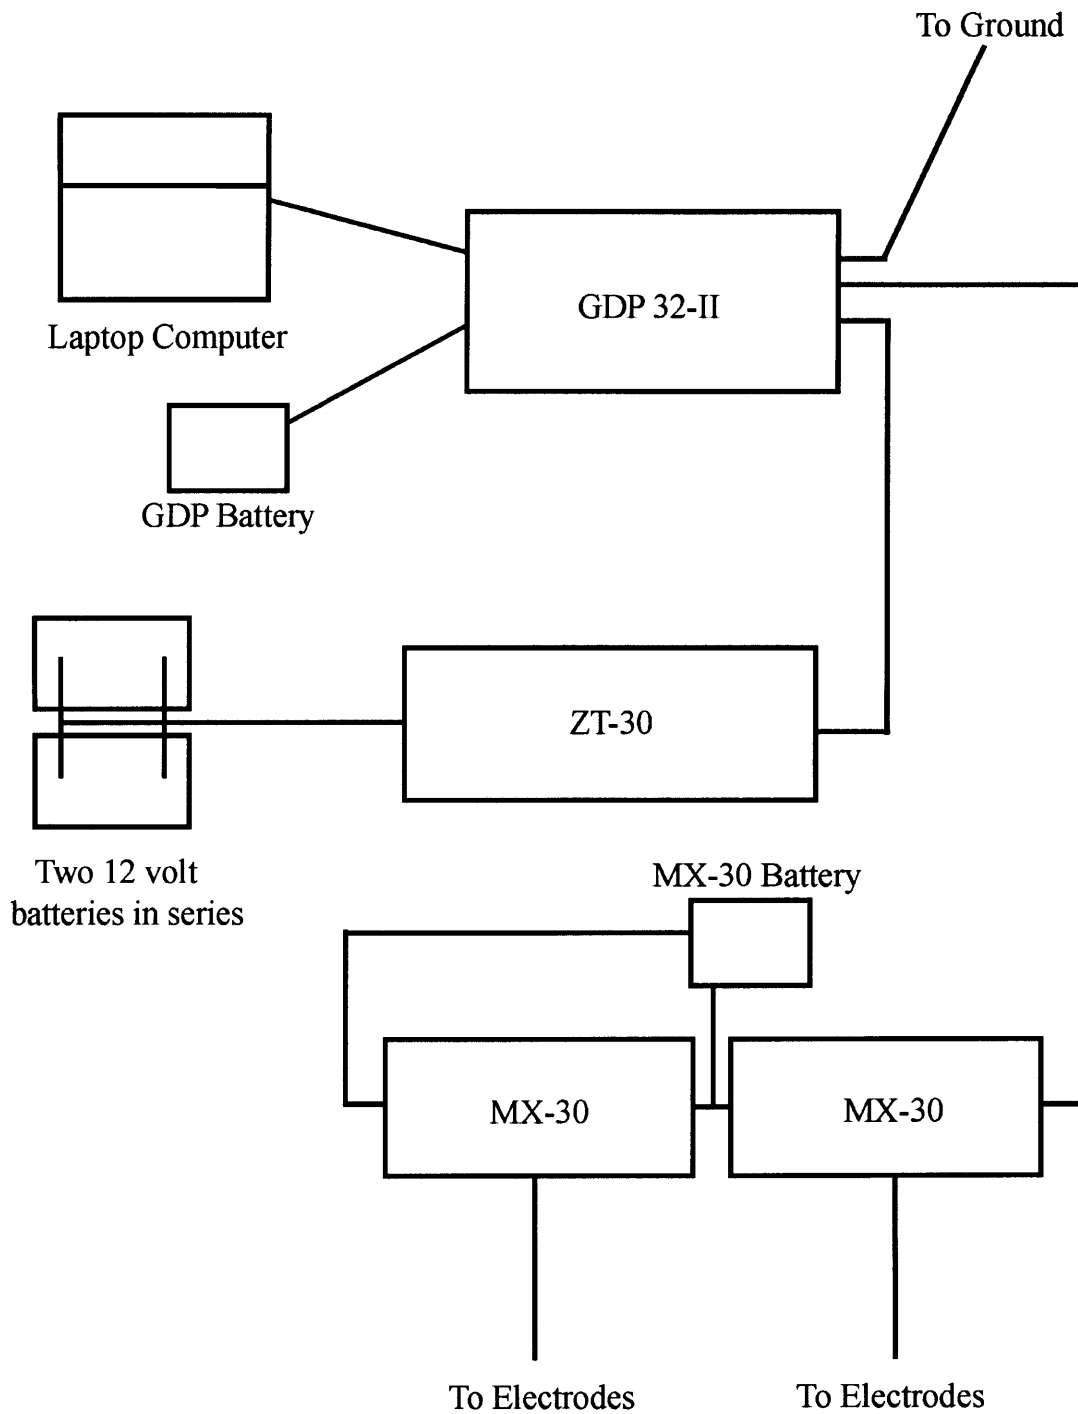 To Ground
GDP 32-II
Laptop Computer
GDP Battery
ZT-30
Two 12 volt
batteries in series
MX-30 Battery
MX-30
MX-30
To Electrodes
To Electrodes